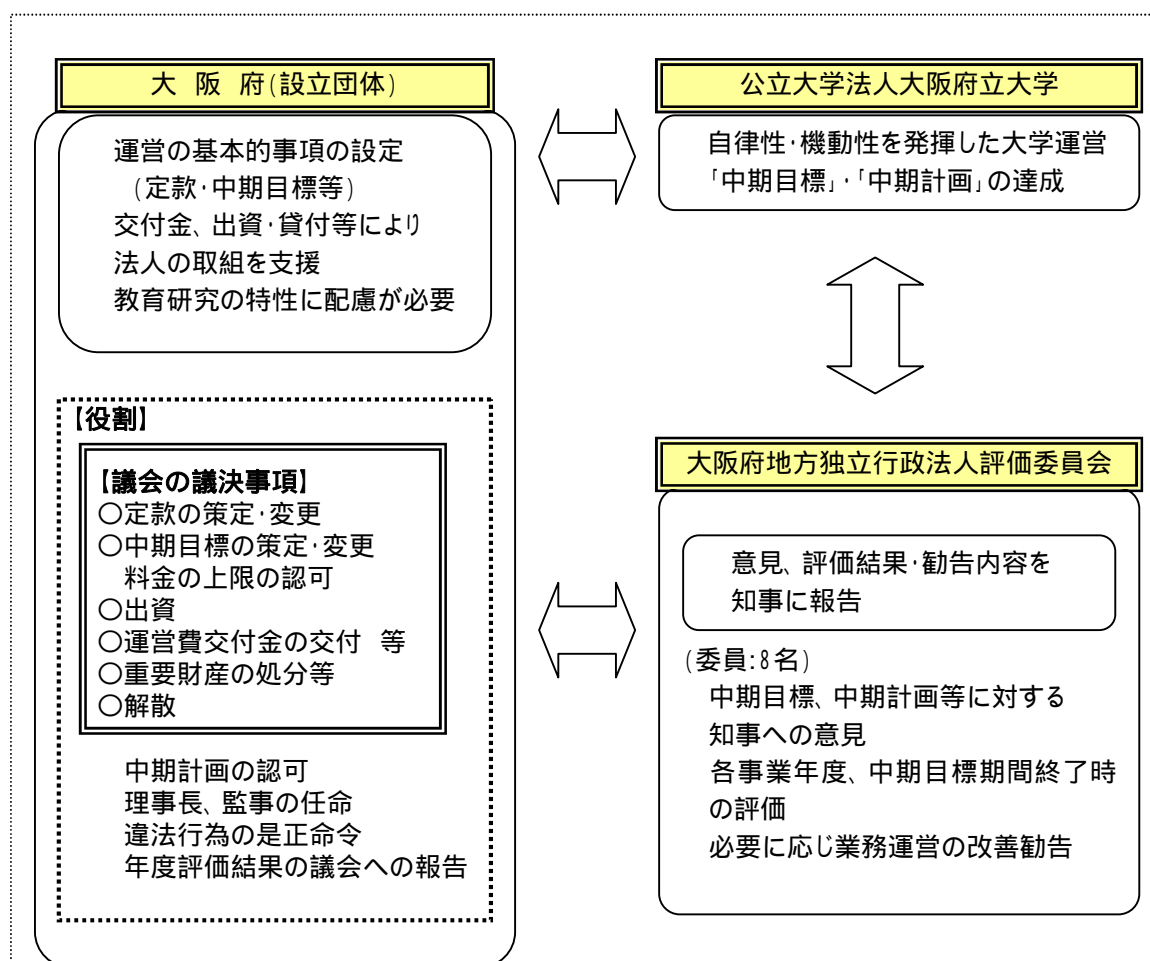 大 阪 府(設立団体)
運営の基本的事項の設定
(定款･中期目標等)
交付金、出資･貸付等により
法人の取組を支援
教育研究の特性に配慮が必要
【役割】
【議会の議決事項】
○定款の策定･変更
○中期目標の策定･変更
料金の上限の認可
○出資
○運営費交付金の交付 等
○重要財産の処分等
○解散
中期計画の認可
理事長、監事の任命
違法行為の是正命令
年度評価結果の議会への報告
公立大学法人大阪府立大学
自律性･機動性を発揮した大学運営
｢中期目標｣･｢中期計画｣の達成
大阪府地方独立行政法人評価委員会
意見、評価結果･勧告内容を
知事に報告
(委員:8名)
中期目標、中期計画等に対する
知事への意見
各事業年度、中期目標期間終了時
の評価
必要に応じ業務運営の改善勧告